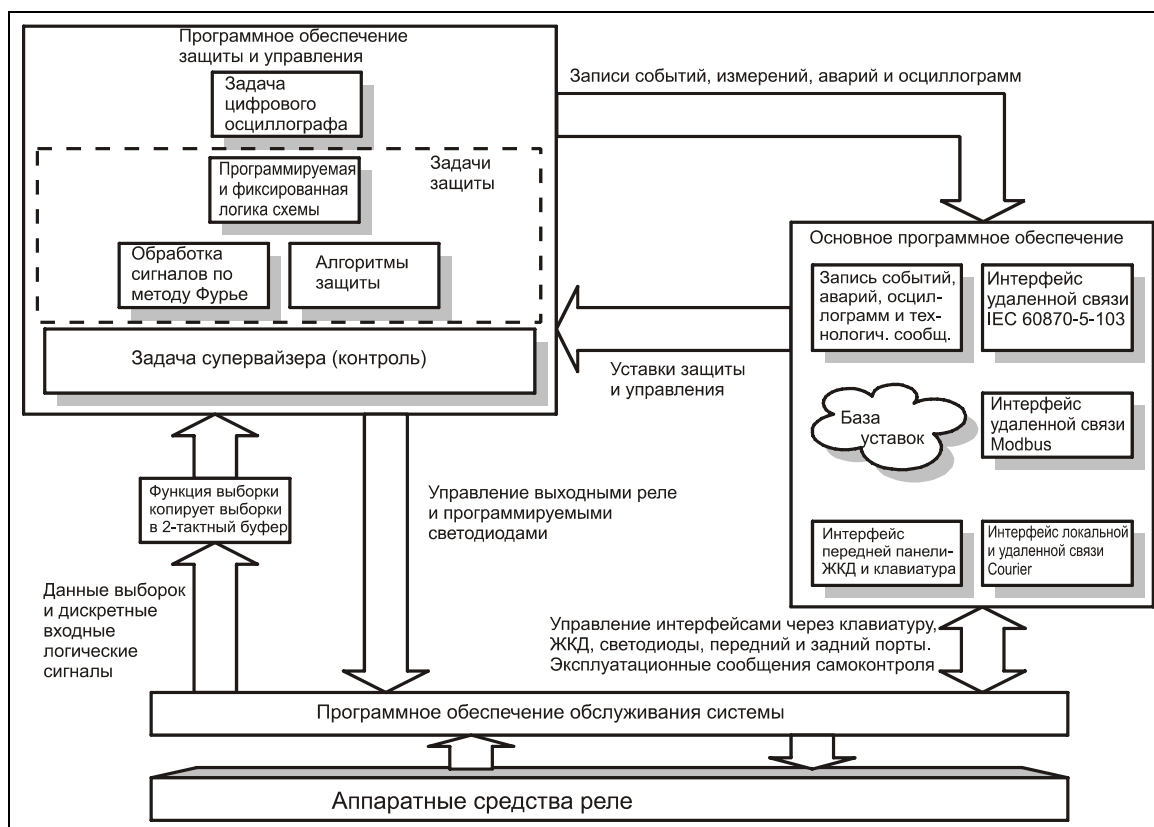 Программное обеспечение
защиты и управления
Задача
цифрового
осциллографа
Записи событий, измерений, аварий и осциллограмм
Задачи
защиты
Программируемая
и фиксированная
логика схемы
Обработка
сигналов по
методу Фурье
Алгоритмы
защиты
Задача супервайзера (контроль)
Основное программное обеспечение
Запись событий,
аварий, осцил-
лограмм и тех-
нологич. сообщ.
Интерфейс
удаленной связи
IEC 60870-5-103
Уставки защиты
и управления
База
уставок
Интерфейс
удаленной связи
Modbus
Функция выборки
копирует выборки
в 2-тактный буфер
Управление выходными реле
и программируемыми
светодиодами
Интерфейс
передней панели-
ЖКД и клавиатура
Интерфейс локальной
и удаленной связи
Courier
Данные выборок
и дискретные
входные
логические
сигналы
Управление интерфейсами через клавиатуру,
ЖКД, светодиоды, передний и задний порты.
Эксплуатационные сообщения самоконтроля
Программное обеспечение обслуживания системы
Аппаратные средства реле